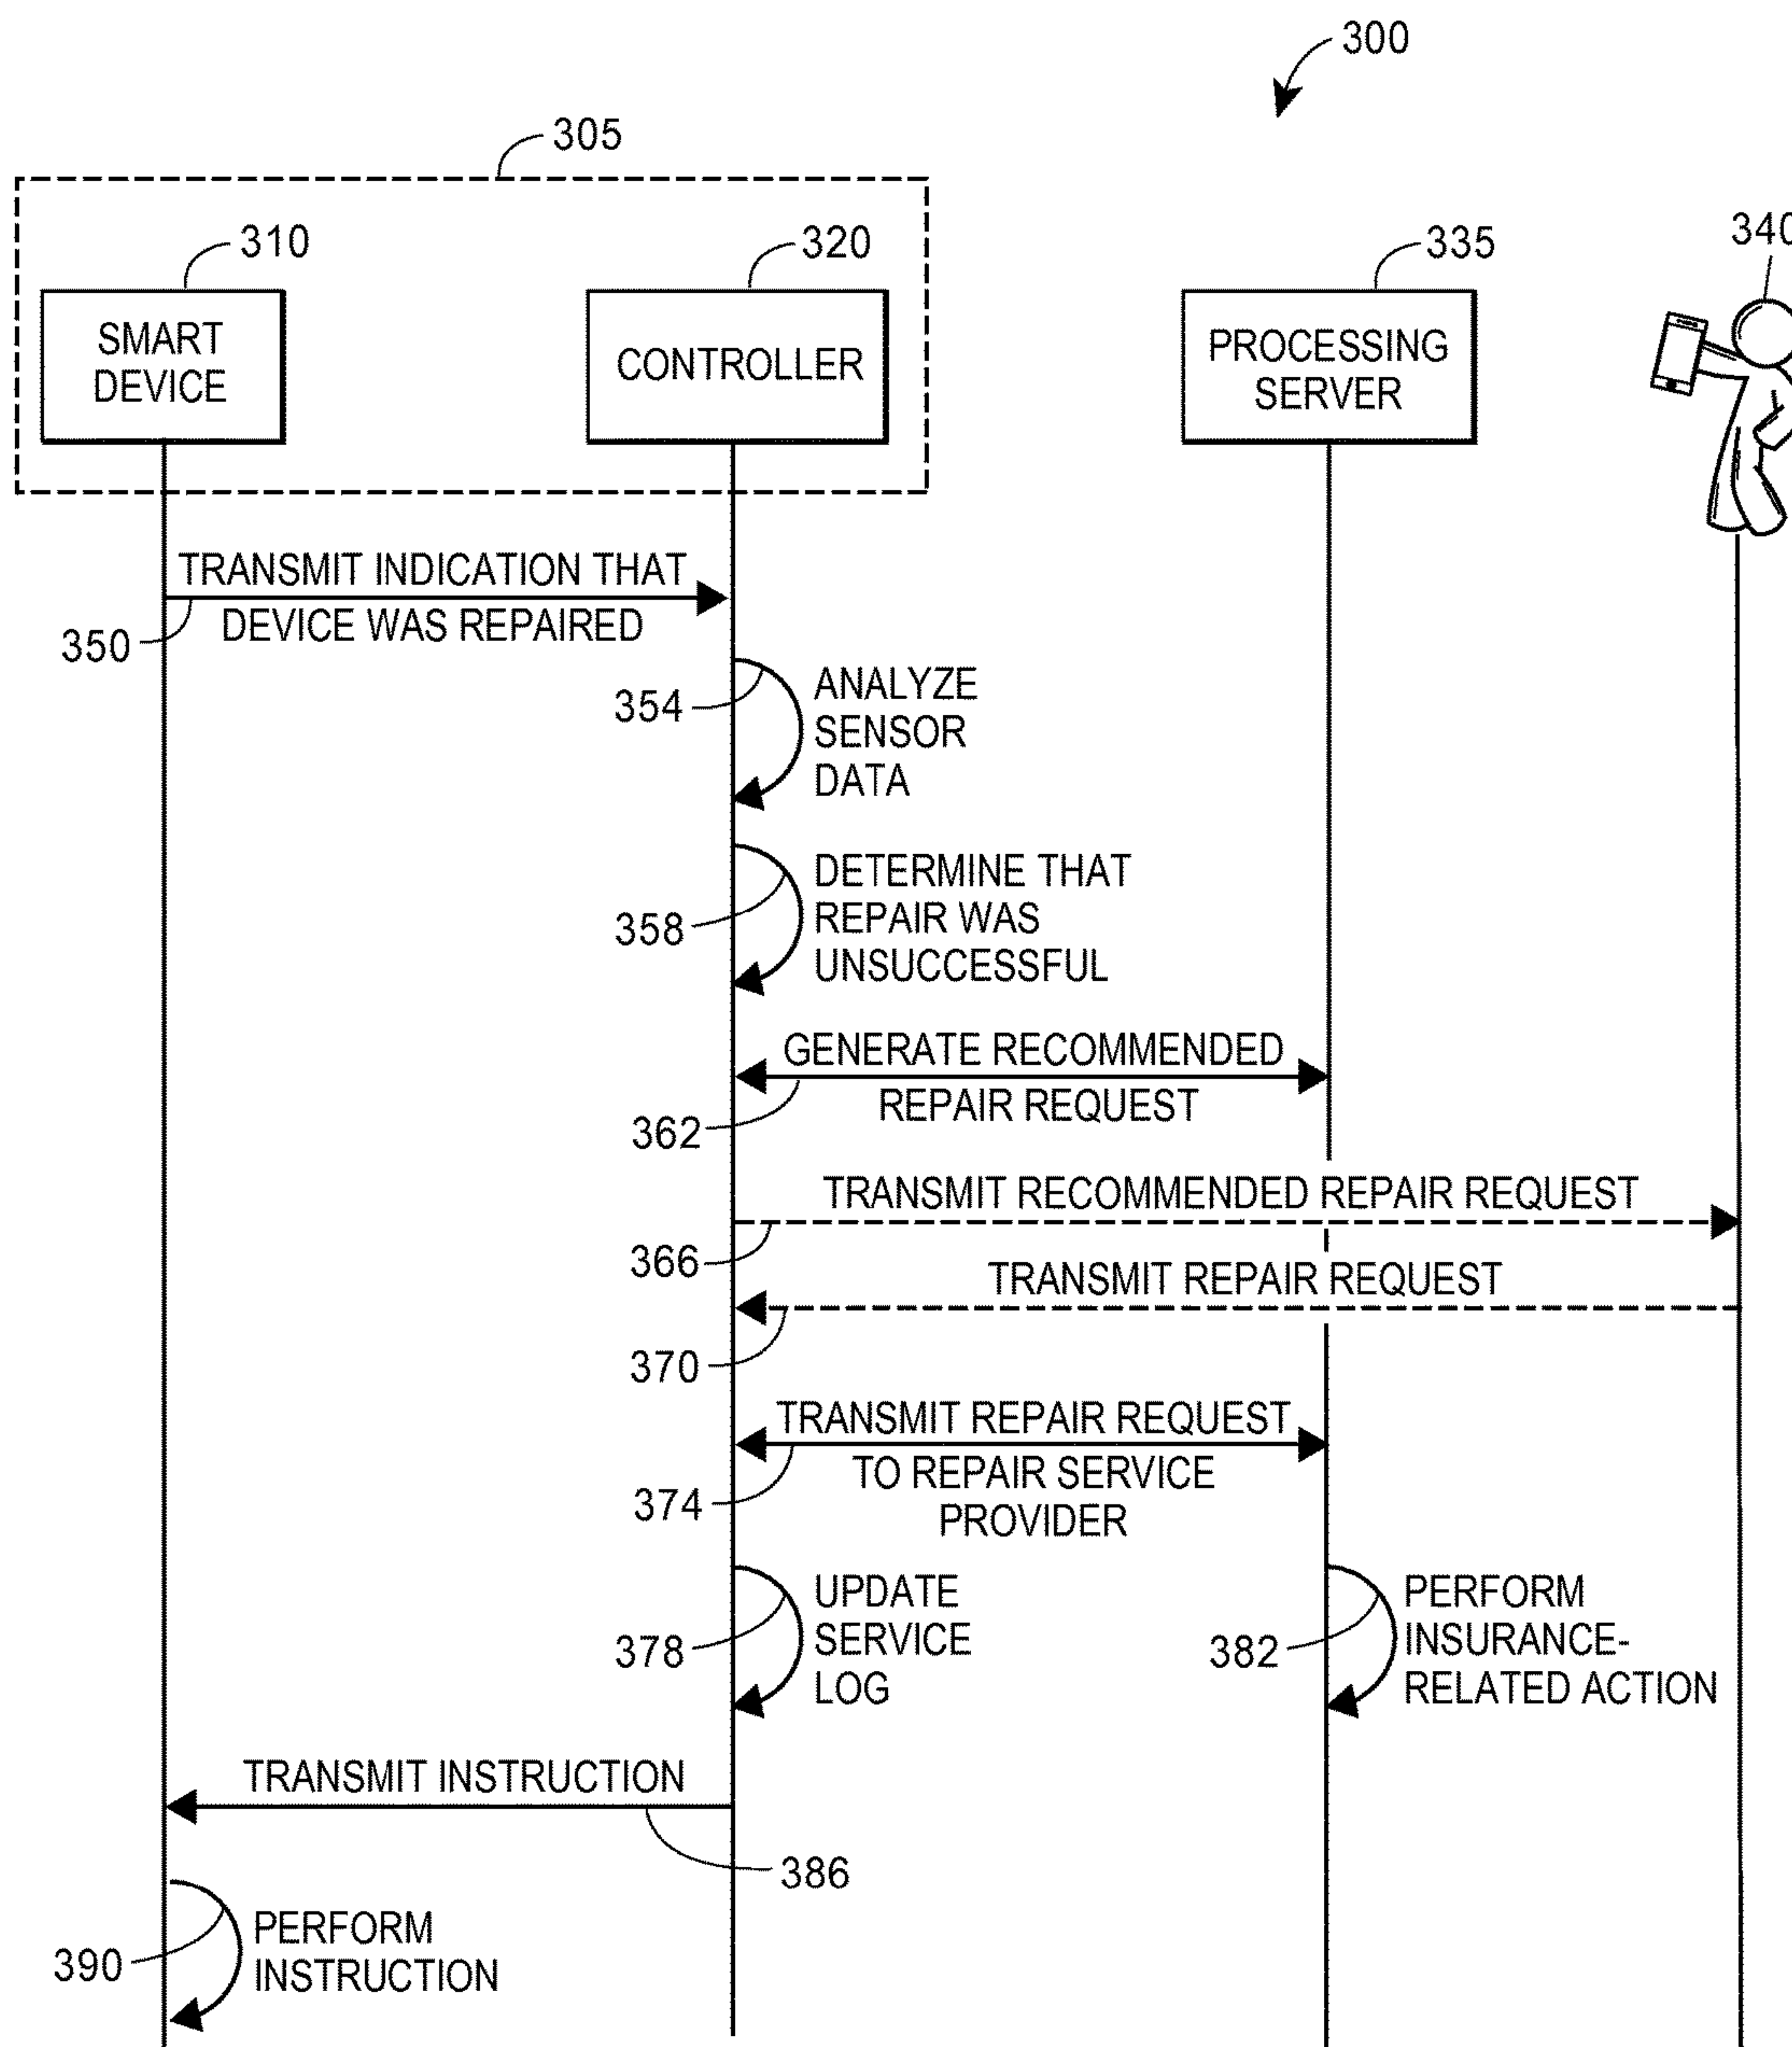 300
305
310
320
335
340
SMART
DEVICE
CONTROLLER
PROCESSING
SERVER
TRANSMIT INDICATION THAT
DEVICE WAS REPAIRED
350
354
ANALYZE
SENSOR
DATA
358
DETERMINE THAT
REPAIR WAS
UNSUCCESSFUL
GENERATE RECOMMENDED
REPAIR REQUEST
362
TRANSMIT RECOMMENDED REPAIR REQUEST
366
TRANSMIT REPAIR REQUEST
370
TRANSMIT REPAIR REQUEST
TO REPAIR SERVICE
PROVIDER
374
378
UPDATE
SERVICE
LOG
382
PERFORM
INSURANCE-
RELATED ACTION
TRANSMIT INSTRUCTION
386
390
PERFORM
INSTRUCTION